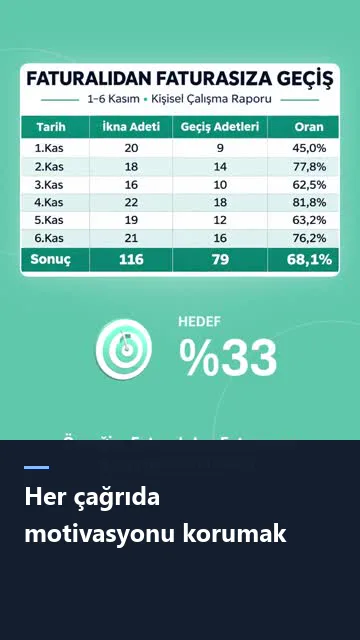 FATURALIDAN FATURASIZA GEÇİŞ
1–6 Kasım • Kişisel Çalışma Raporu
Tarih İkna Adeti Geçiş Adetleri Oran
1.Kas 20 9 45,0%
2.Kas 18 14 77,8%
3.Kas 16 10 62,5%
4.Kas 22 18 81,8%
5.Kas 19 12 63,2%
6.Kas 21 16 76,2%
Sonuç 116 79 68,1%
HEDEF
%33
Her çağrıda
motivasyonu korumak